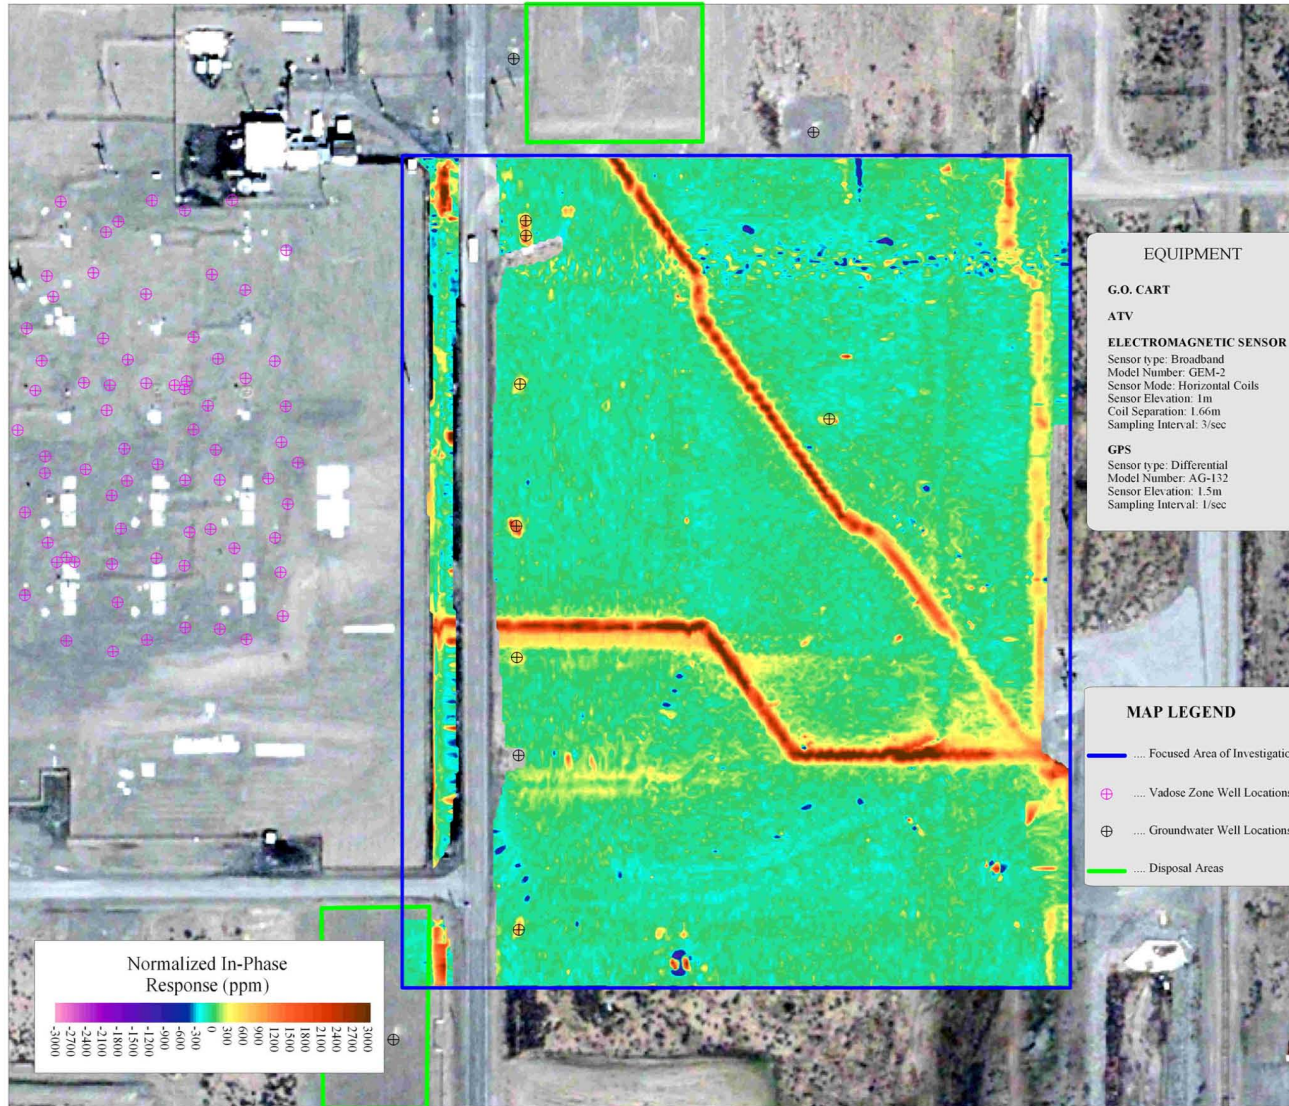 EQUIPMENT
G.O. CART
ATV
ELECTROMAGNETIC SENSOR
Sensor type: Broadband
Model Number: GEM-2
Sensor Mode: Horizontal Coils
Sensor Elevation: 1m
Coil Separation: 1.66m
Sampling Interval: 3/sec
GPS
Sensor type: Differential
Model Number: AG-132
Sensor Elevation: 1.5m
Sampling Interval: 1/sec
MAP LEGEND
.... Focused Area of Investigatio
.... Vadose Zone Well Locations
.... Groundwater Well Locations
.... Disposal Areas
Normalized In-Phase
Response (ppm)
-3000 -2700 -2400 -2100 -1800 -1500 -1200 -900 -600 -300 0 300 600 900 1200 1500 1800 2100 2400 2700 3000